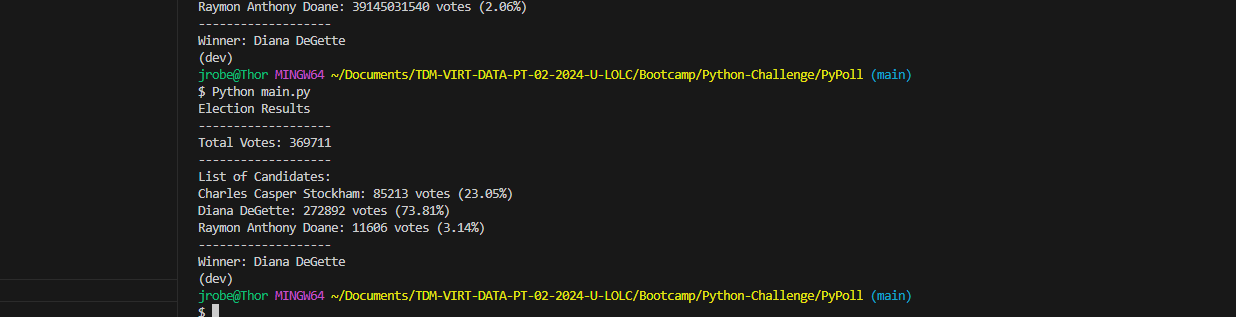 Raymon Anthony Doane: 39145031540 votes (2.06%)
-------------------
Winner: Diana DeGette
(dev)
jrobe@Thor MINGW64 ~/Documents/TDM-VIRT-DATA-PT-02-2024-U-LOLC/Bootcamp/Python-Challenge/PyPoll (main)
$ Python main.py
Election Results
-------------------
Total Votes: 369711
-------------------
List of Candidates:
Charles Casper Stockham: 85213 votes (23.05%)
Diana DeGette: 272892 votes (73.81%)
Raymon Anthony Doane: 11606 votes (3.14%)
-------------------
Winner: Diana DeGette
(dev)
jrobe@Thor MINGW64 ~/Documents/TDM-VIRT-DATA-PT-02-2024-U-LOLC/Bootcamp/Python-Challenge/PyPoll (main)
$